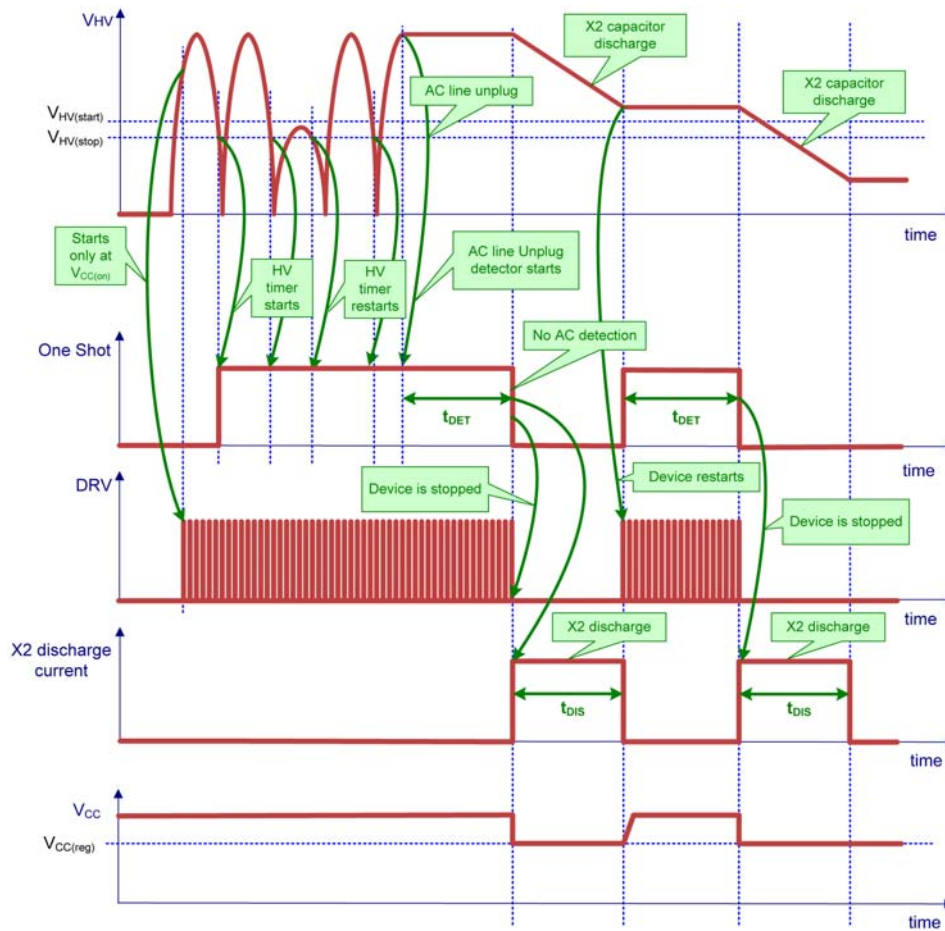 VHV
X2 capacitor
discharge
AC line unplug
X2 capacitor
discharge
VHV(start)
VHV(stop)
time
Starts
only at
VCC(on)
HV
timer
starts
HV
timer
restarts
AC line Unplug
detector starts
No AC detection
One Shot
tDET
tDET
time
DRV
Device is stopped
Device restarts
Device is stopped
time
X2 discharge
current
X2 discharge
X2 discharge
tDIS
tDIS
time
VCC
VCC(reg)
time